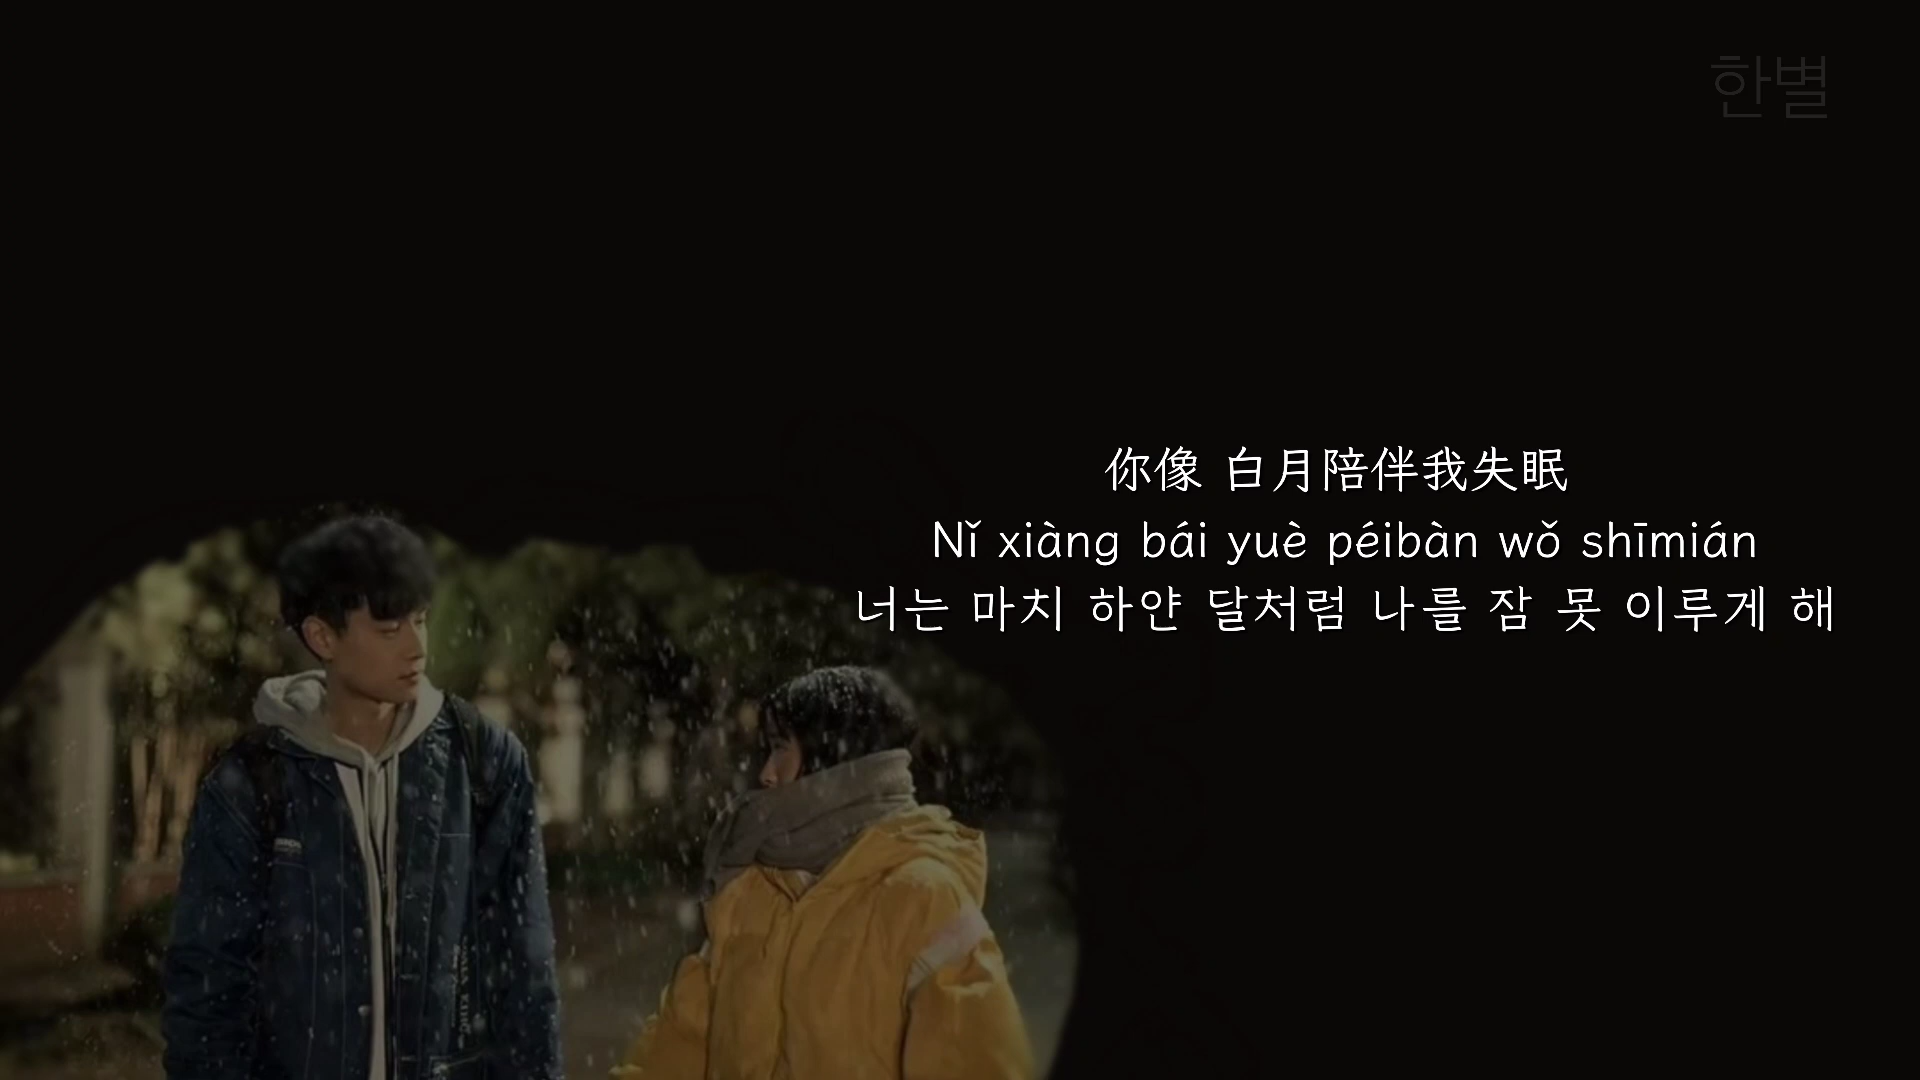 한별
你像 白月陪伴我失眠
Nǐ xiàng bái yuè péibàn wǒ shīmián
너는 마치 하얀 달처럼 나를 잠 못 이루게 해